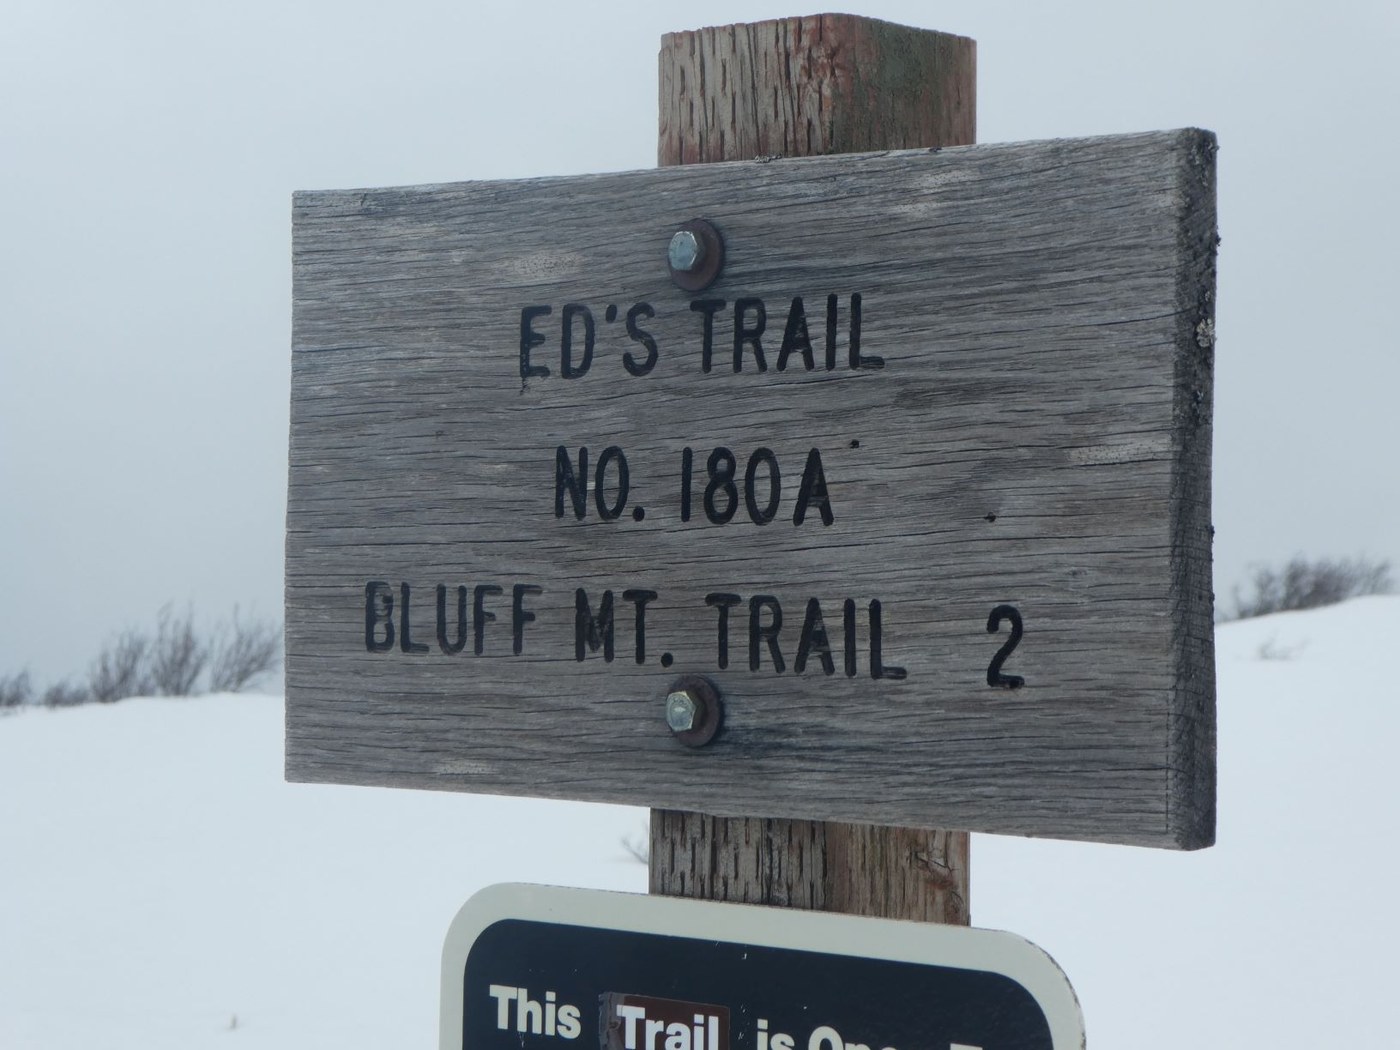 ED'S TRAIL
NO. 180A
BLUFF MT. TRAIL 2
This Trail is